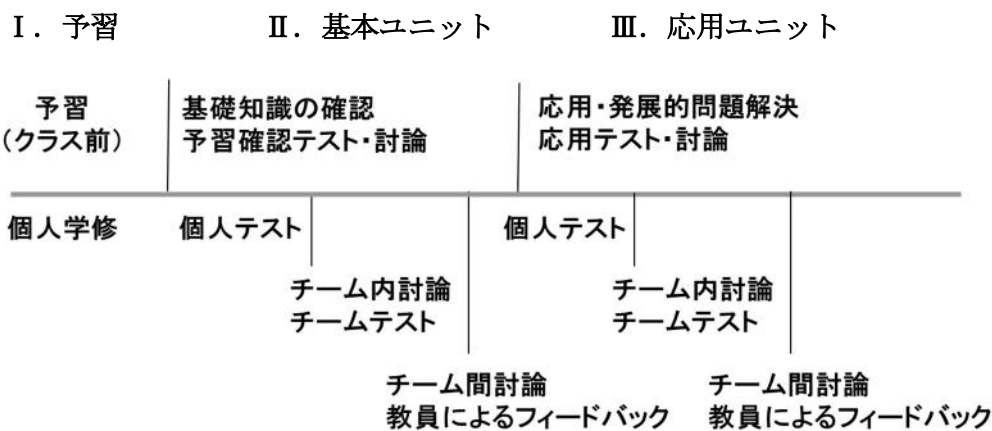 Ⅰ．予習 Ⅱ．基本ユニット Ⅲ．応用ユニット
予習
(クラス前)
基礎知識の確認
予習確認テスト・討論
応用・発展的問題解決
応用テスト・討論
個人学修
個人テスト
個人テスト
チーム内討論
チームテスト
チーム内討論
チームテスト
チーム間討論
教員によるフィードバック
チーム間討論
教員によるフィードバック